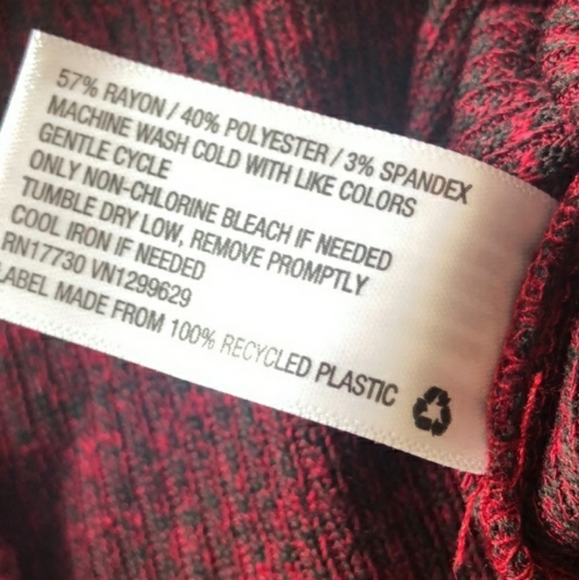 57% RAYON / 40% POLYESTER / 3% SPANDEX
MACHINE WASH COLD WITH LIKE COLORS
GENTLE CYCLE
ONLY NON-CHLORINE BLEACH IF NEEDED
TUMBLE DRY LOW, REMOVE PROMPTLY
COOL IRON IF NEEDED
RN17730 VN1299629
LABEL MADE FROM 100% RECYCLED PLASTIC